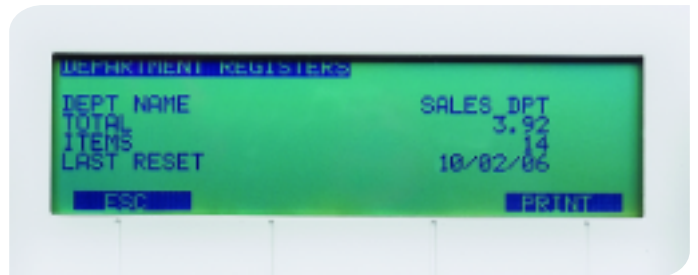 DEPARTMENT REGISTERS
DEPT NAME SALES DPT
TOTAL 3.92
ITEMS 14
LAST RESET 10/02/06
ESC PRINT